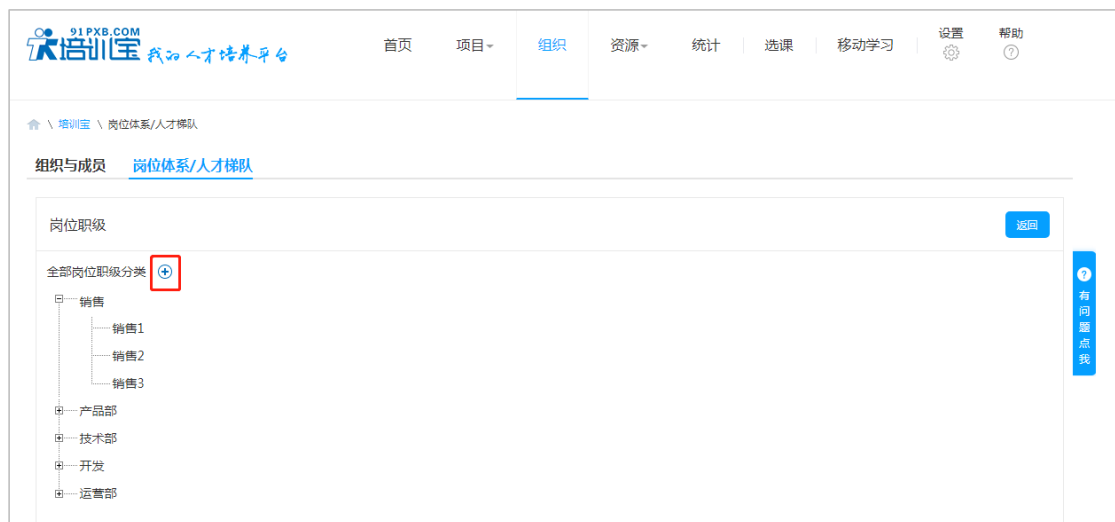 91PXB.COM
培训宝 我的人才培养平台
首页 项目 组织 资源 统计 选课 移动学习 设置 帮助
\ 培训宝 \ 岗位体系/人才梯队
组织与成员 岗位体系/人才梯队
岗位职级 返回
全部岗位职级分类
销售
销售1
销售2
销售3
产品部
技术部
开发
运营部
有问题点我